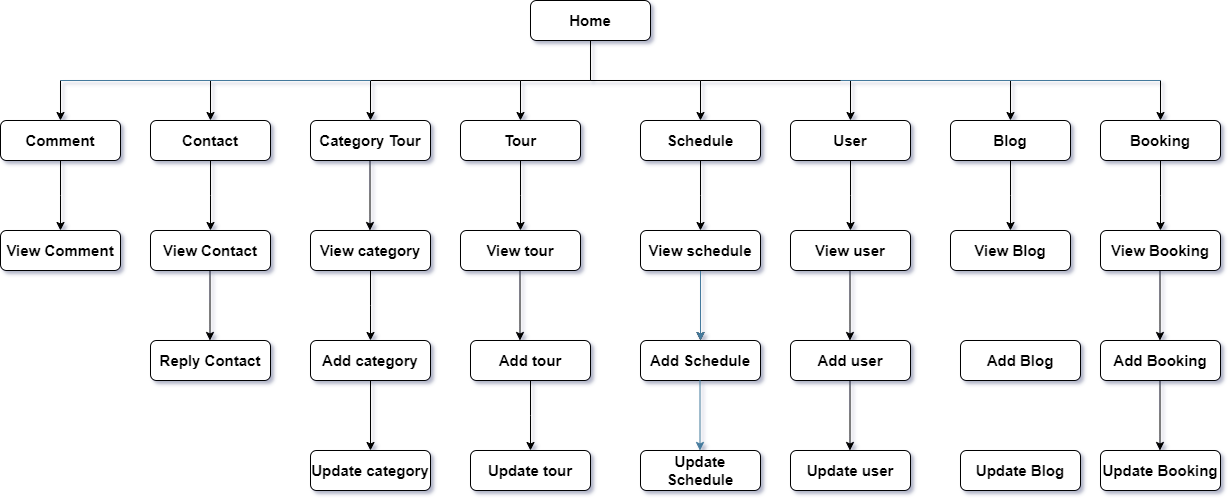 Home
Comment
Contact
Category Tour
Tour
Schedule
User
Blog
Booking
View Comment
View Contact
View category
View tour
View schedule
View user
View Blog
View Booking
Reply Contact
Add category
Add tour
Add Schedule
Add user
Add Blog
Add Booking
Update category
Update tour
Update
Schedule
Update user
Update Blog
Update Booking